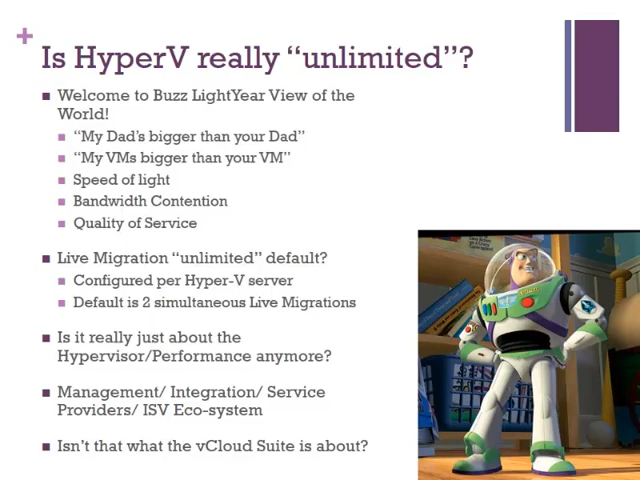 +
Is HyperV really “unlimited”?
Welcome to Buzz LightYear View of the
World!
“My Dad’s bigger than your Dad”
“My VMs bigger than your VM”
Speed of light
Bandwidth Contention
Quality of Service
Live Migration “unlimited” default?
Configured per Hyper-V server
Default is 2 simultaneous Live Migrations
Is it really just about the
Hypervisor/Performance anymore?
Management/ Integration/ Service
Providers/ ISV Eco-system
Isn’t that what the vCloud Suite is about?